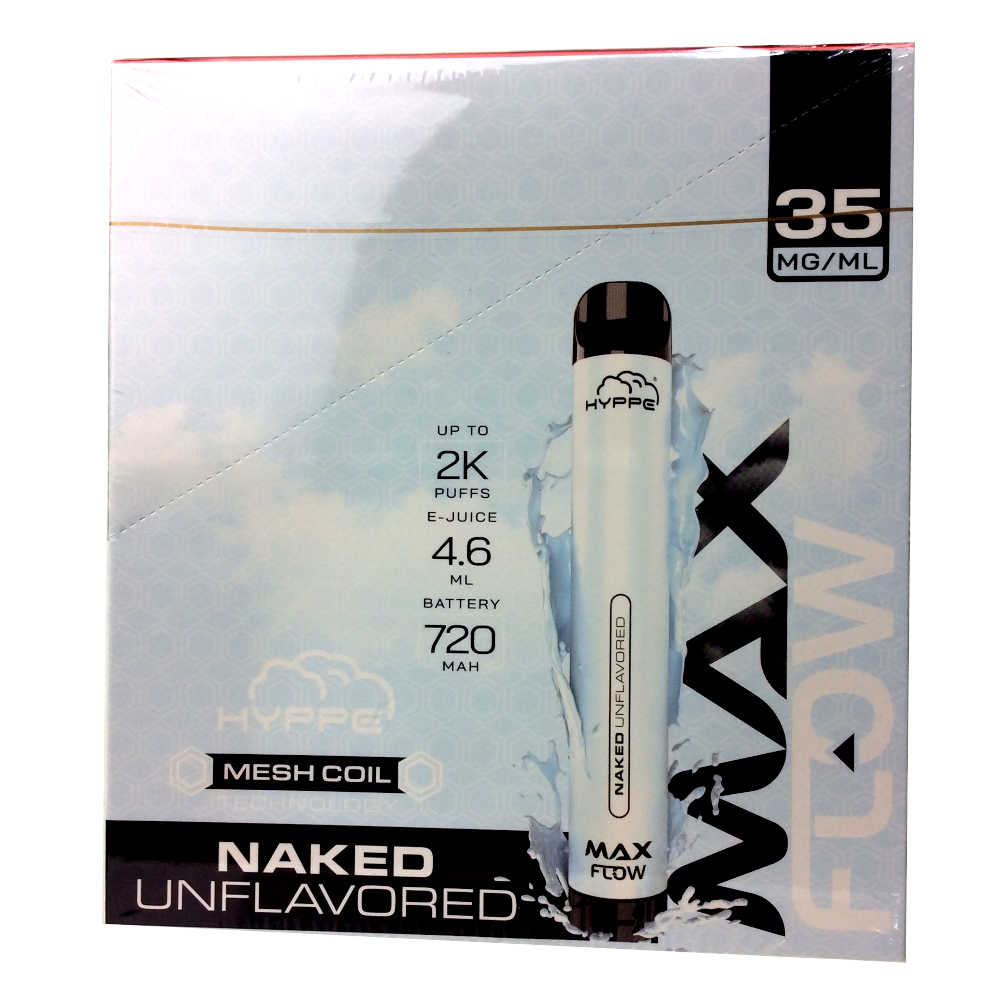 35
MG/ML
HYPPE
UP TO
2K
PUFFS
E-JUICE
4.6
ML
BATTERY
720
MAH
NAKED UNFLAVORED
MAX
FLOW
MAX
FLOW
HYPPE
MESH COIL
TECHNOLOGY
NAKED
UNFLAVORED